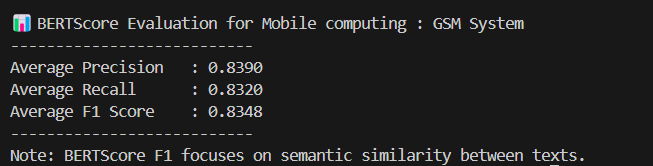 📊 BERTScore Evaluation for Mobile computing : GSM System
---------------------------
Average Precision   : 0.8390
Average Recall      : 0.8320
Average F1 Score    : 0.8348
---------------------------
Note: BERTScore F1 focuses on semantic similarity between texts.